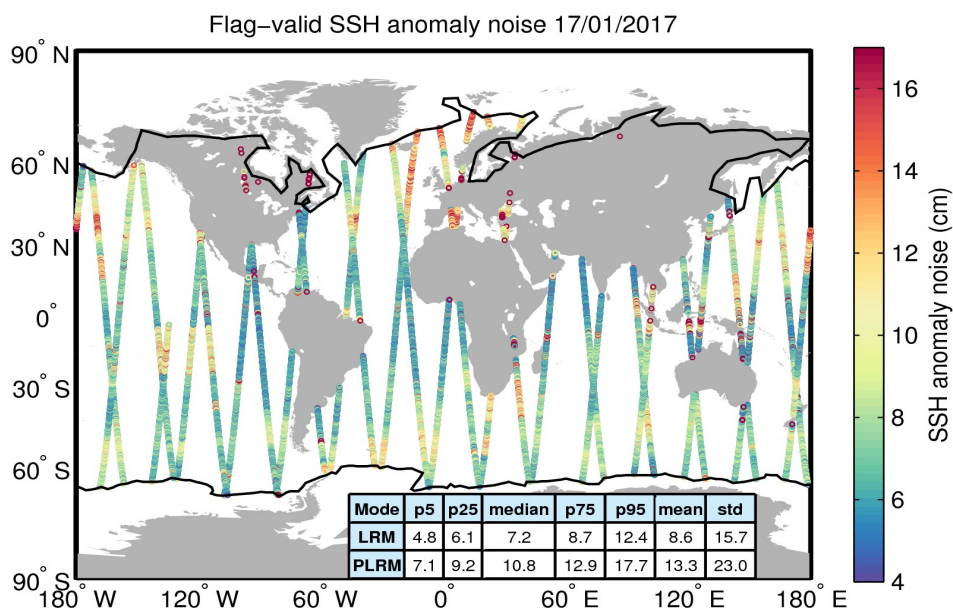 Flag−valid SSH anomaly noise 17/01/2017
90° N
60° N
30° N
0°
30° S
60° S
90° S
180° W 120° W 60° W 0° 60° E 120° E 180° E
16
14
12
10
8
6
4
SSH anomaly noise (cm)
Mode p5 p25 median p75 p95 mean std
LRM 4.8 6.1 7.2 8.7 12.4 8.6 15.7
PLRM 7.1 9.2 10.8 12.9 17.7 13.3 23.0